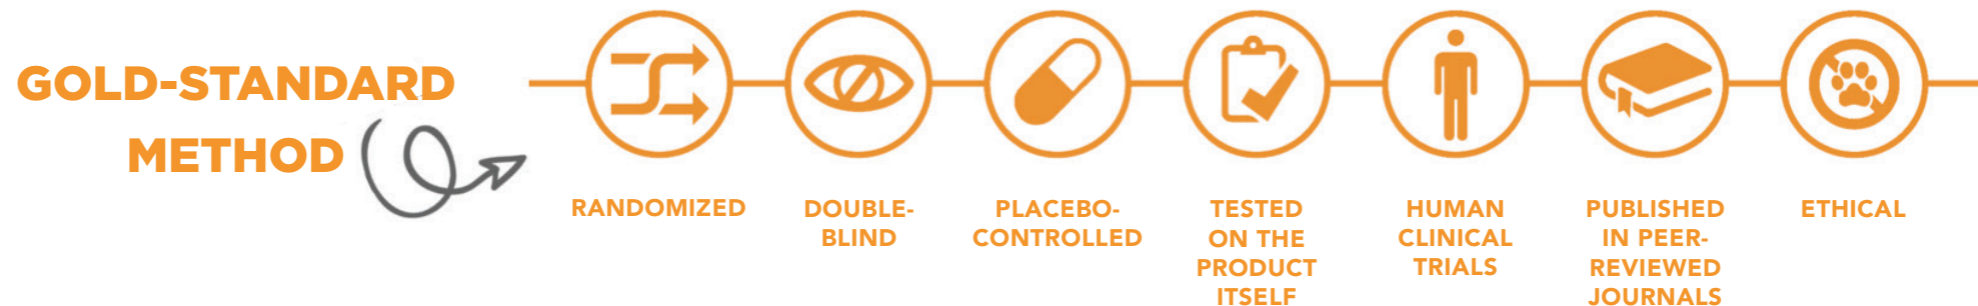 GOLD-STANDARD
METHOD
RANDOMIZED
DOUBLE-
BLIND
PLACEBO-
CONTROLLED
TESTED
ON THE
PRODUCT
ITSELF
HUMAN
CLINICAL
TRIALS
PUBLISHED
IN PEER-
REVIEWED
JOURNALS
ETHICAL